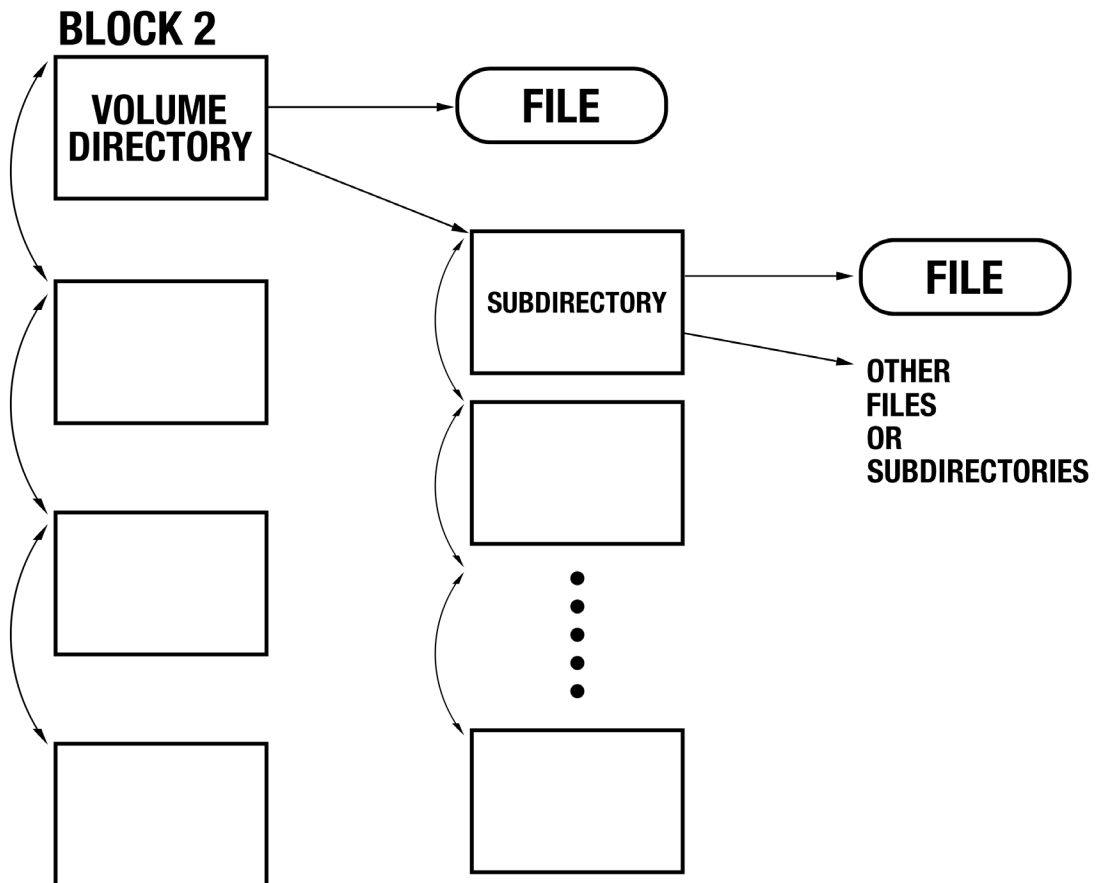 BLOCK 2
VOLUME
DIRECTORY
FILE
SUBDIRECTORY
FILE
OTHER
FILES
OR
SUBDIRECTORIES